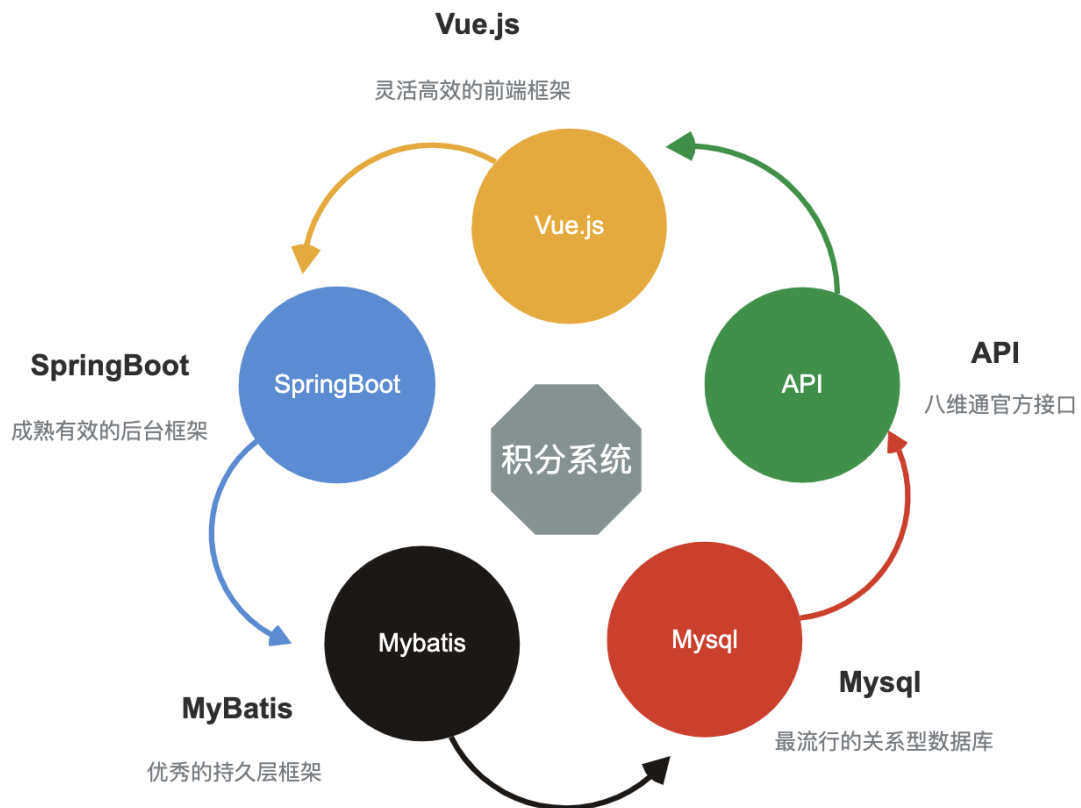 Vue.js
灵活高效的前端框架
Vue.js
SpringBoot
成熟有效的后台框架
SpringBoot
API
API
八维通官方接口
积分系统
Mybatis
MyBatis
优秀的持久层框架
Mysql
Mysql
最流行的关系型数据库